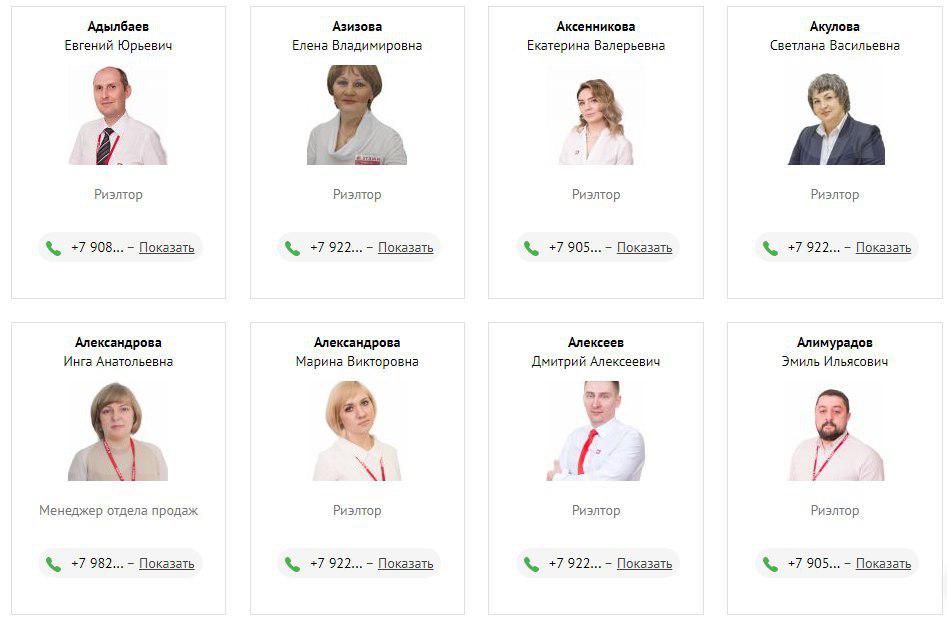 Адылбаев
Евгений Юрьевич
Риэлтор
+7 908... – Показать
Азизова
Елена Владимировна
Риэлтор
+7 922... – Показать
Аксенникова
Екатерина Валерьевна
Риэлтор
+7 905... – Показать
Акулова
Светлана Васильевна
Риэлтор
+7 922... – Показать
Александрова
Инга Анатольевна
Менеджер отдела продаж
+7 982... – Показать
Александрова
Марина Викторовна
Риэлтор
+7 922... – Показать
Алексеев
Дмитрий Алексеевич
Риэлтор
+7 922... – Показать
Алимурадов
Эмиль Ильясович
Риэлтор
+7 905... – Показать